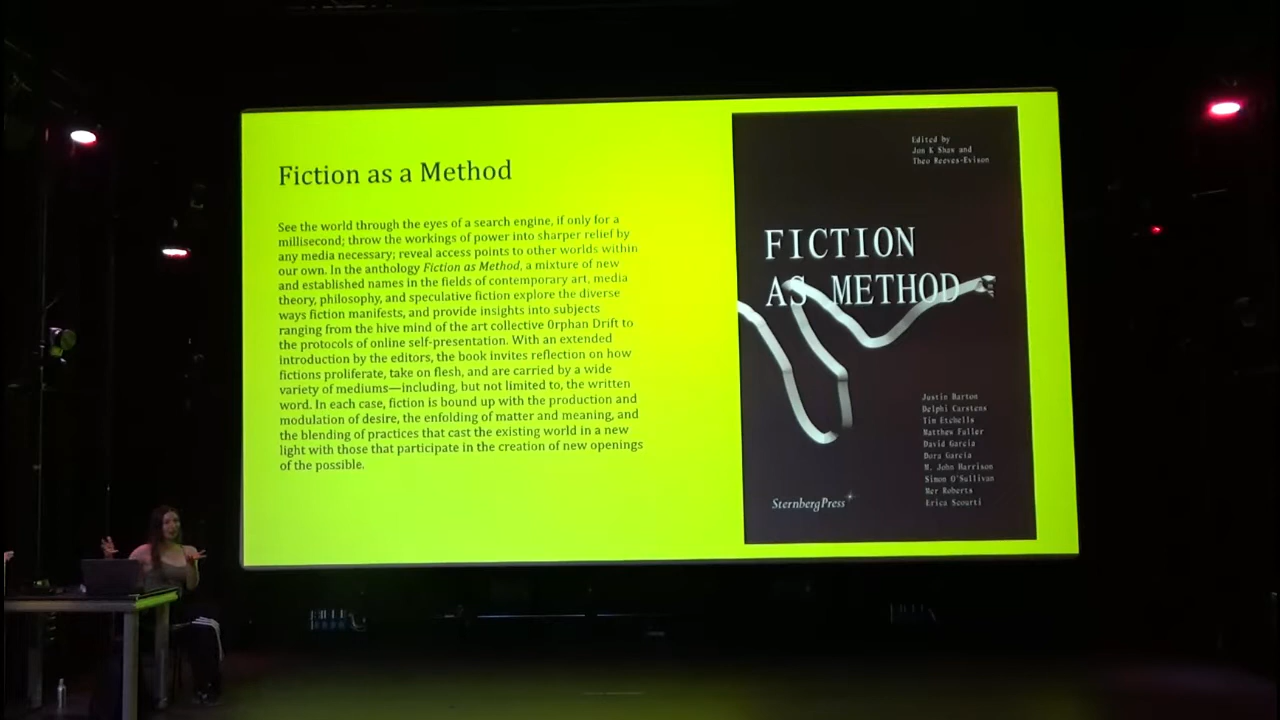 Fiction as a Method
See the world through the eyes of a search engine, if only for a
millisecond; throw the workings of power into sharper relief by
any media necessary; reveal access points to other worlds within
our own. In the anthology Fiction as Method, a mixture of new
and established names in the fields of contemporary art, media
theory, philosophy, and speculative fiction explore the diverse
ways fiction manifests, and provide insights into subjects
ranging from the hive mind of the art collective 0rphan Drift to
the protocols of online self-presentation. With an extended
introduction by the editors, the book invites reflection on how
fictions proliferate, take on flesh, and are carried by a wide
variety of mediums—including, but not limited to, the written
word. In each case, fiction is bound up with the production and
modulation of desire, the enfolding of matter and meaning, and
the blending of practices that cast the existing world in a new
light with those that participate in the creation of new openings
of the possible.
Edited by
Jon K Shaw and
Theo Reeves-Evison
FICTION
AS METHOD
Justin Barton
Delphi Carstens
Tim Etchells
Matthew Fuller
David Garcia
Dora García
M. John Harrison
Simon O'Sullivan
Mer Roberts
Erica Scourti
SternbergPress